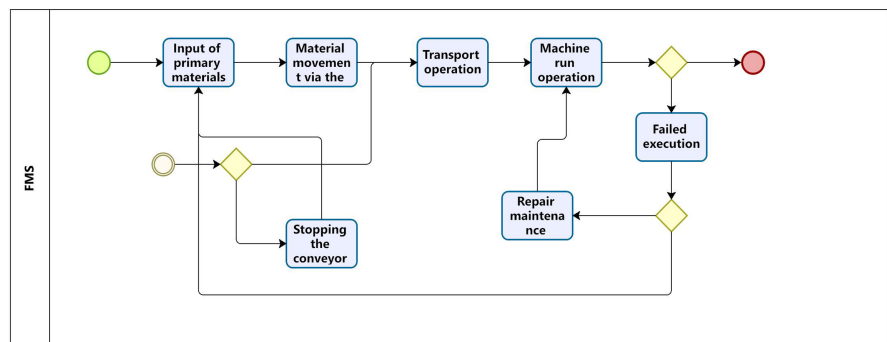 FMS
Input of
primary
materials
Material
movemen
t via the
Transport
operation
Machine
run
operation
Failed
execution
Repair
maintena
nce
Stopping
the
conveyor